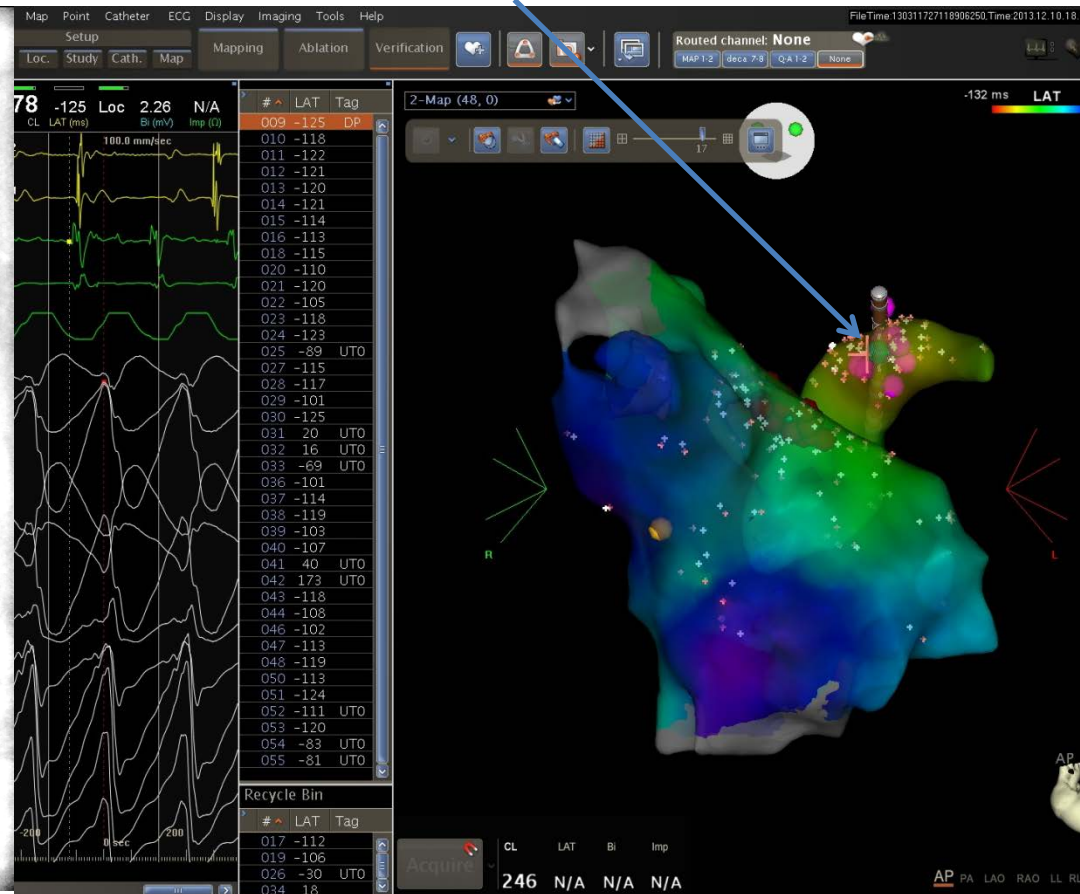 Map Point Catheter ECG Display Imaging Tools Help
FileTime:130311727118906250,Time:2013.12.10.18.
Setup
Loc. Study Cath. Map
Mapping Ablation Verification
Routed channel: None
MAP 1-2 deca 7-8 Q-A 1-2 None
78 -125 Loc 2.26 N/A
CL LAT (ms) Bi (mV) Imp (Ω)
100.0 mm/sec
# LAT Tag
009 -125 DP
010 -118
011 -122
012 -121
013 -120
014 -121
015 -114
016 -113
018 -115
020 -110
021 -120
022 -105
023 -118
024 -123
025 -89 UTO
027 -115
028 -117
029 -101
030 -125
031 20 UTO
032 16 UTO
033 -69 UTO
036 -101
037 -114
038 -119
039 -103
040 -107
041 40 UTO
042 173 UTO
043 -118
044 -108
046 -102
047 -113
048 -119
050 -113
051 -124
052 -111 UTO
053 -120
054 -83 UTO
055 -81 UTO
Recycle Bin
# LAT Tag
017 -112
019 -106
026 -30 UTO
034 18
-200 0 sec 200
2-Map (48, 0)
17
-132 ms LAT
R
L
AP
Acquire
CL LAT Bi Imp
246 N/A N/A N/A
AP PA LAO RAO LL RL